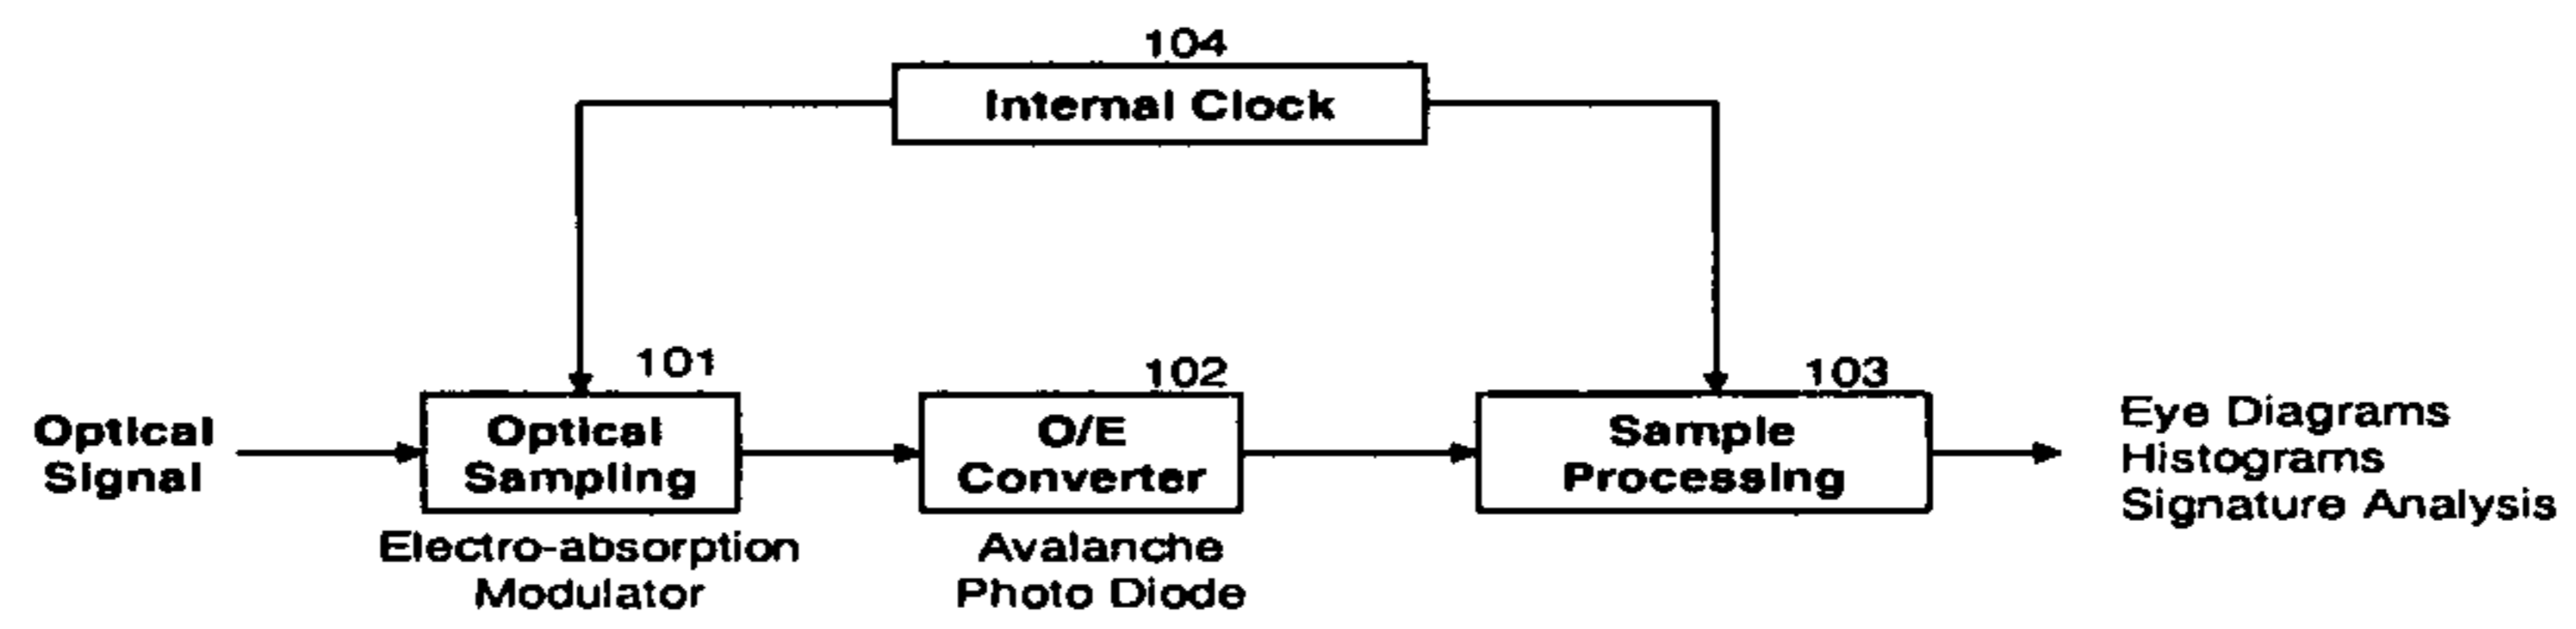 104
Internal Clock
101
102
103
Optical
Signal
Optical
Sampling
O/E
Converter
Sample
Processing
Eye Diagrams
Histograms
Signature Analysis
Electro-absorption
Modulator
Avalanche
Photo Diode